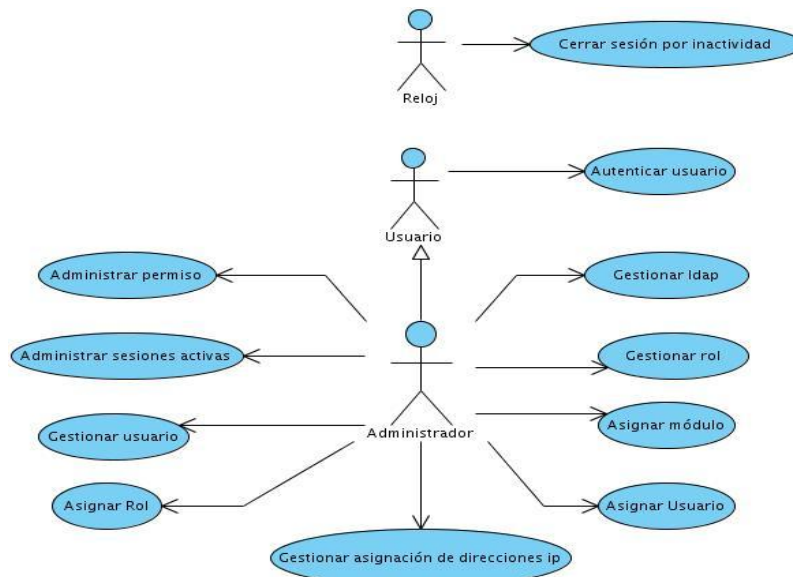 Cerrar sesión por inactividad
Reloj
Autenticar usuario
Usuario
Administrar permiso
Gestionar ldap
Administrar sesiones activas
Gestionar rol
Gestionar usuario
Administrador
Asignar módulo
Asignar Rol
Asignar Usuario
Gestionar asignación de direcciones ip